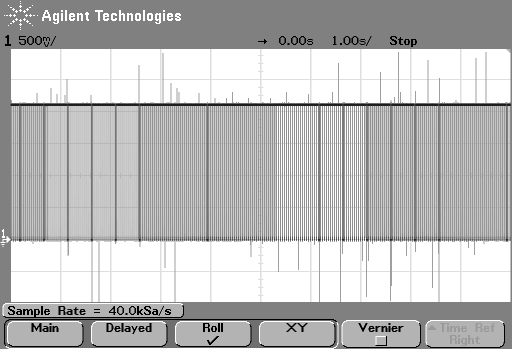 Agilent Technologies
1 500mV/ → 0.00s 1.00s/ Stop
1
Sample Rate = 40.0kSa/s
Main Delayed Roll XY Vernier Time Ref
Right